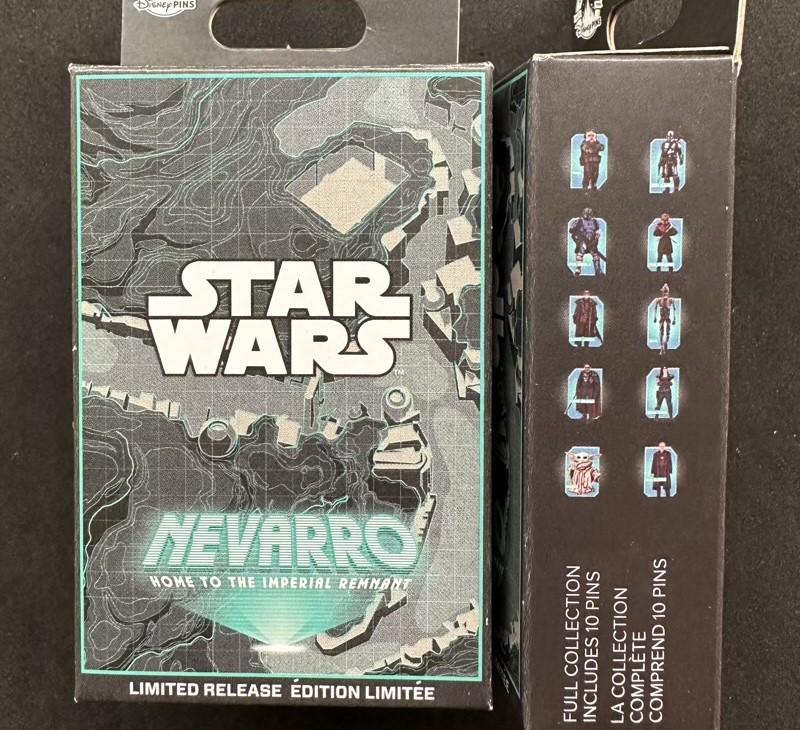 Disney PINS
STAR
WARS
NEVARRO
HOME TO THE IMPERIAL REMNANT
LIMITED RELEASE ÉDITION LIMITÉE
FULL COLLECTION
INCLUDES 10 PINS
LA COLLECTION
COMPLÈTE
COMPREND 10 PINS